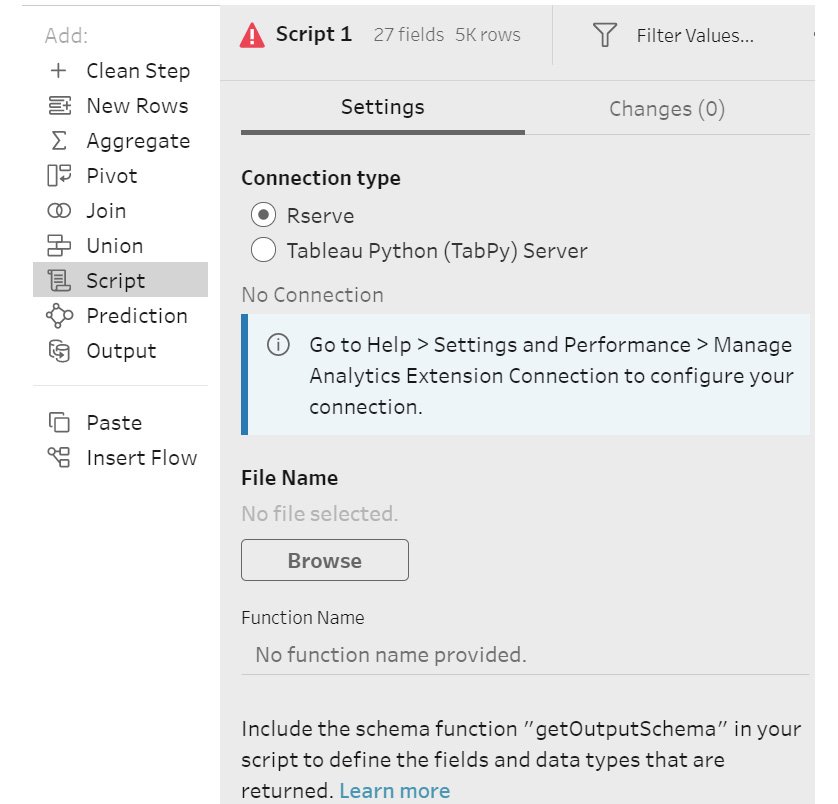 Add:
Clean Step
New Rows
Aggregate
Pivot
Join
Union
Script
Prediction
Output
Paste
Insert Flow
Script 1 27 fields 5K rows
Filter Values...
Settings
Changes (0)
Connection type
Rserve
Tableau Python (TabPy) Server
No Connection
Go to Help > Settings and Performance > Manage
Analytics Extension Connection to configure your
connection.
File Name
No file selected.
Browse
Function Name
No function name provided.
Include the schema function "getOutputSchema" in your
script to define the fields and data types that are
returned. Learn more